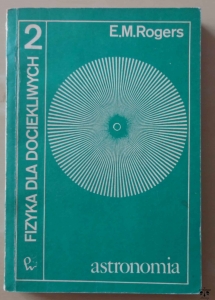 FIZYKA DLA DOCIEKLIWYCH 2
E.M.Rogers
astronomia